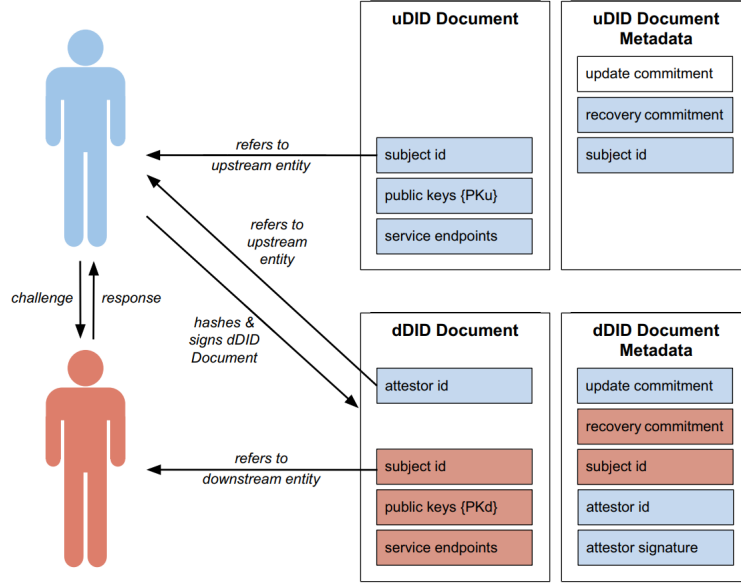 uDID Document
uDID Document
Metadata
update commitment
recovery commitment
subject id
subject id
public keys {PKu}
service endpoints
refers to
upstream entity
refers to
upstream
entity
challenge
response
hashes &
signs dDID
Document
dDID Document
dDID Document
Metadata
attestor id
update commitment
recovery commitment
refers to
downstream entity
subject id
subject id
public keys {PKd}
attestor id
service endpoints
attestor signature